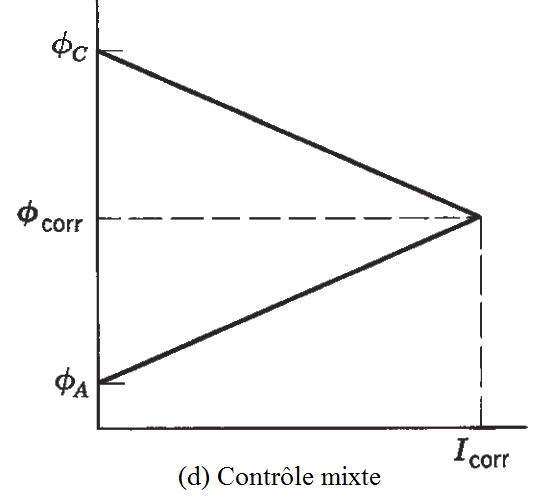 ϕC
ϕcorr
ϕA
Icorr
(d) Contrôle mixte